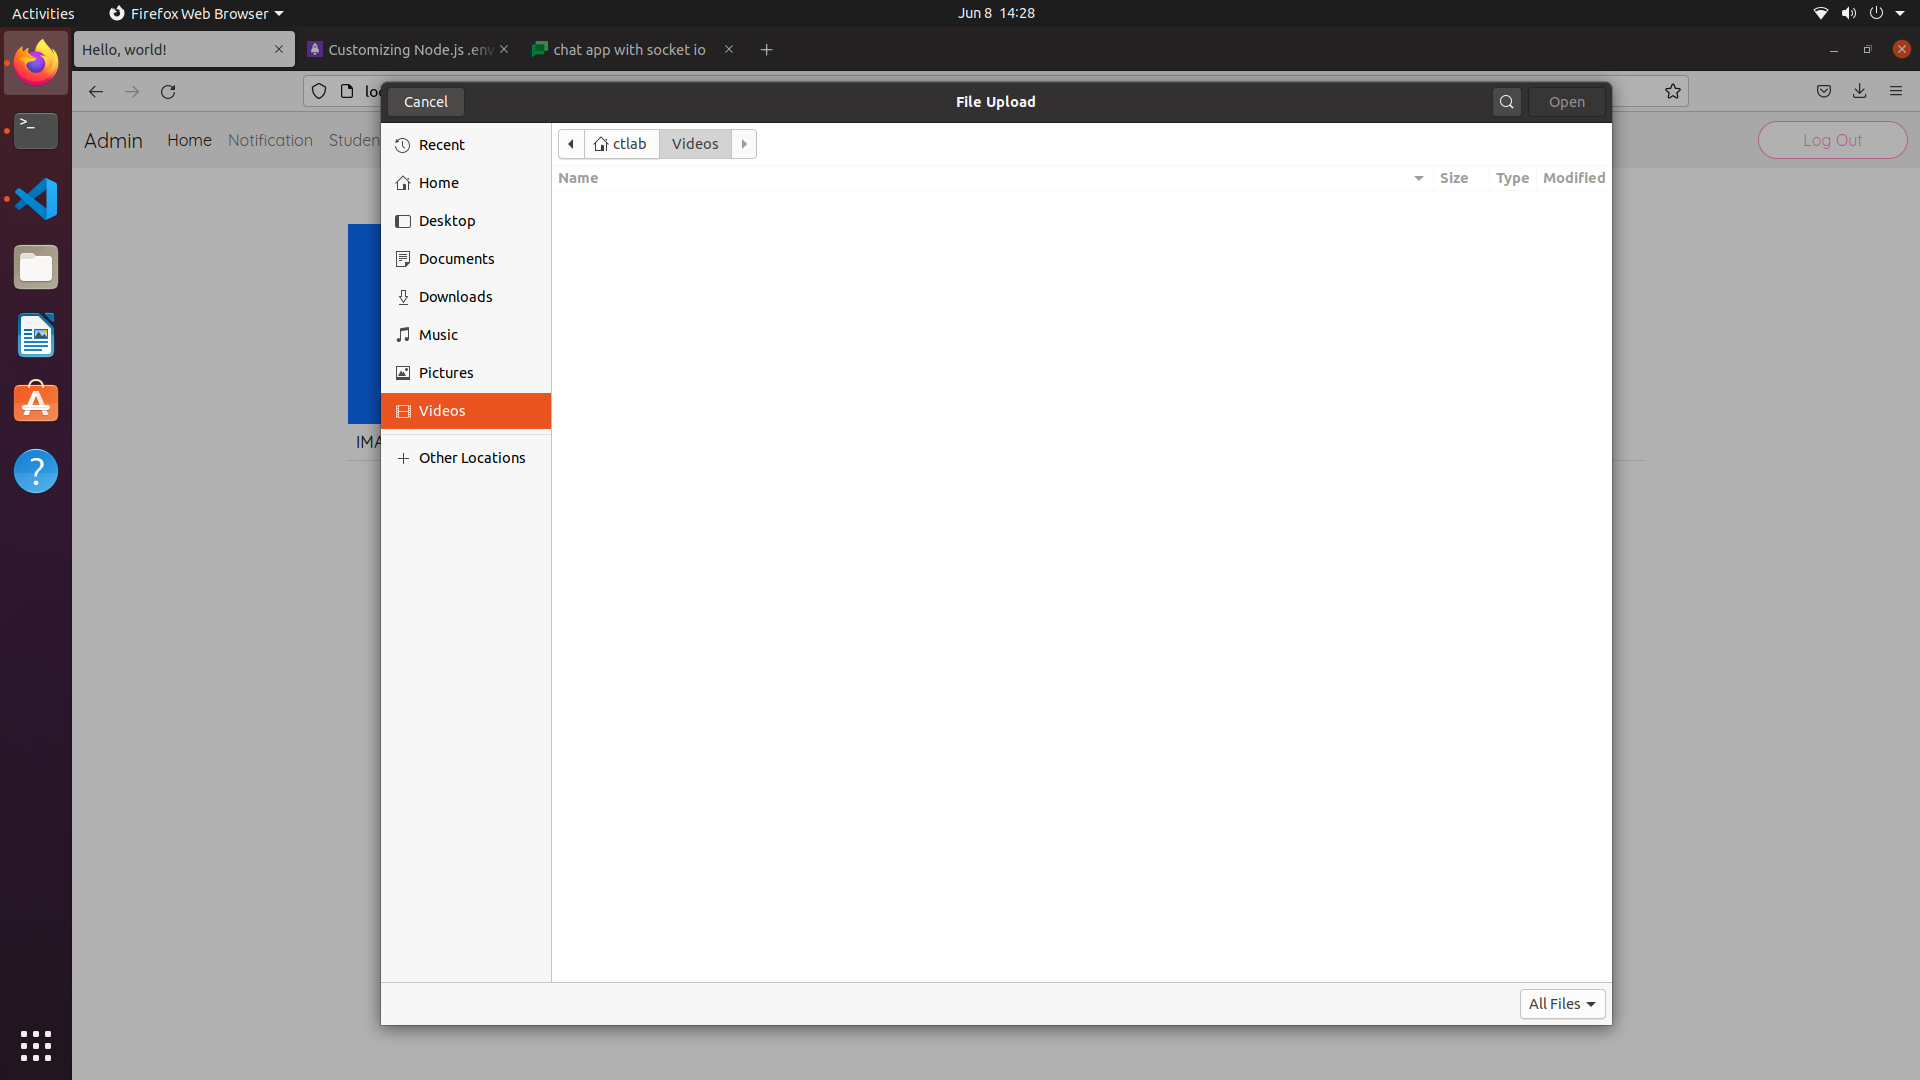 Activities
Firefox Web Browser
Jun 8 14:28
Hello, world!
Customizing Node.js .env
chat app with socket io
Cancel
File Upload
Open
Admin
Home
Notification
Studen
Log Out
Recent
Home
Desktop
Documents
Downloads
Music
Pictures
Videos
Other Locations
ctlab
Videos
Name
Size
Type
Modified
IMA
All Files